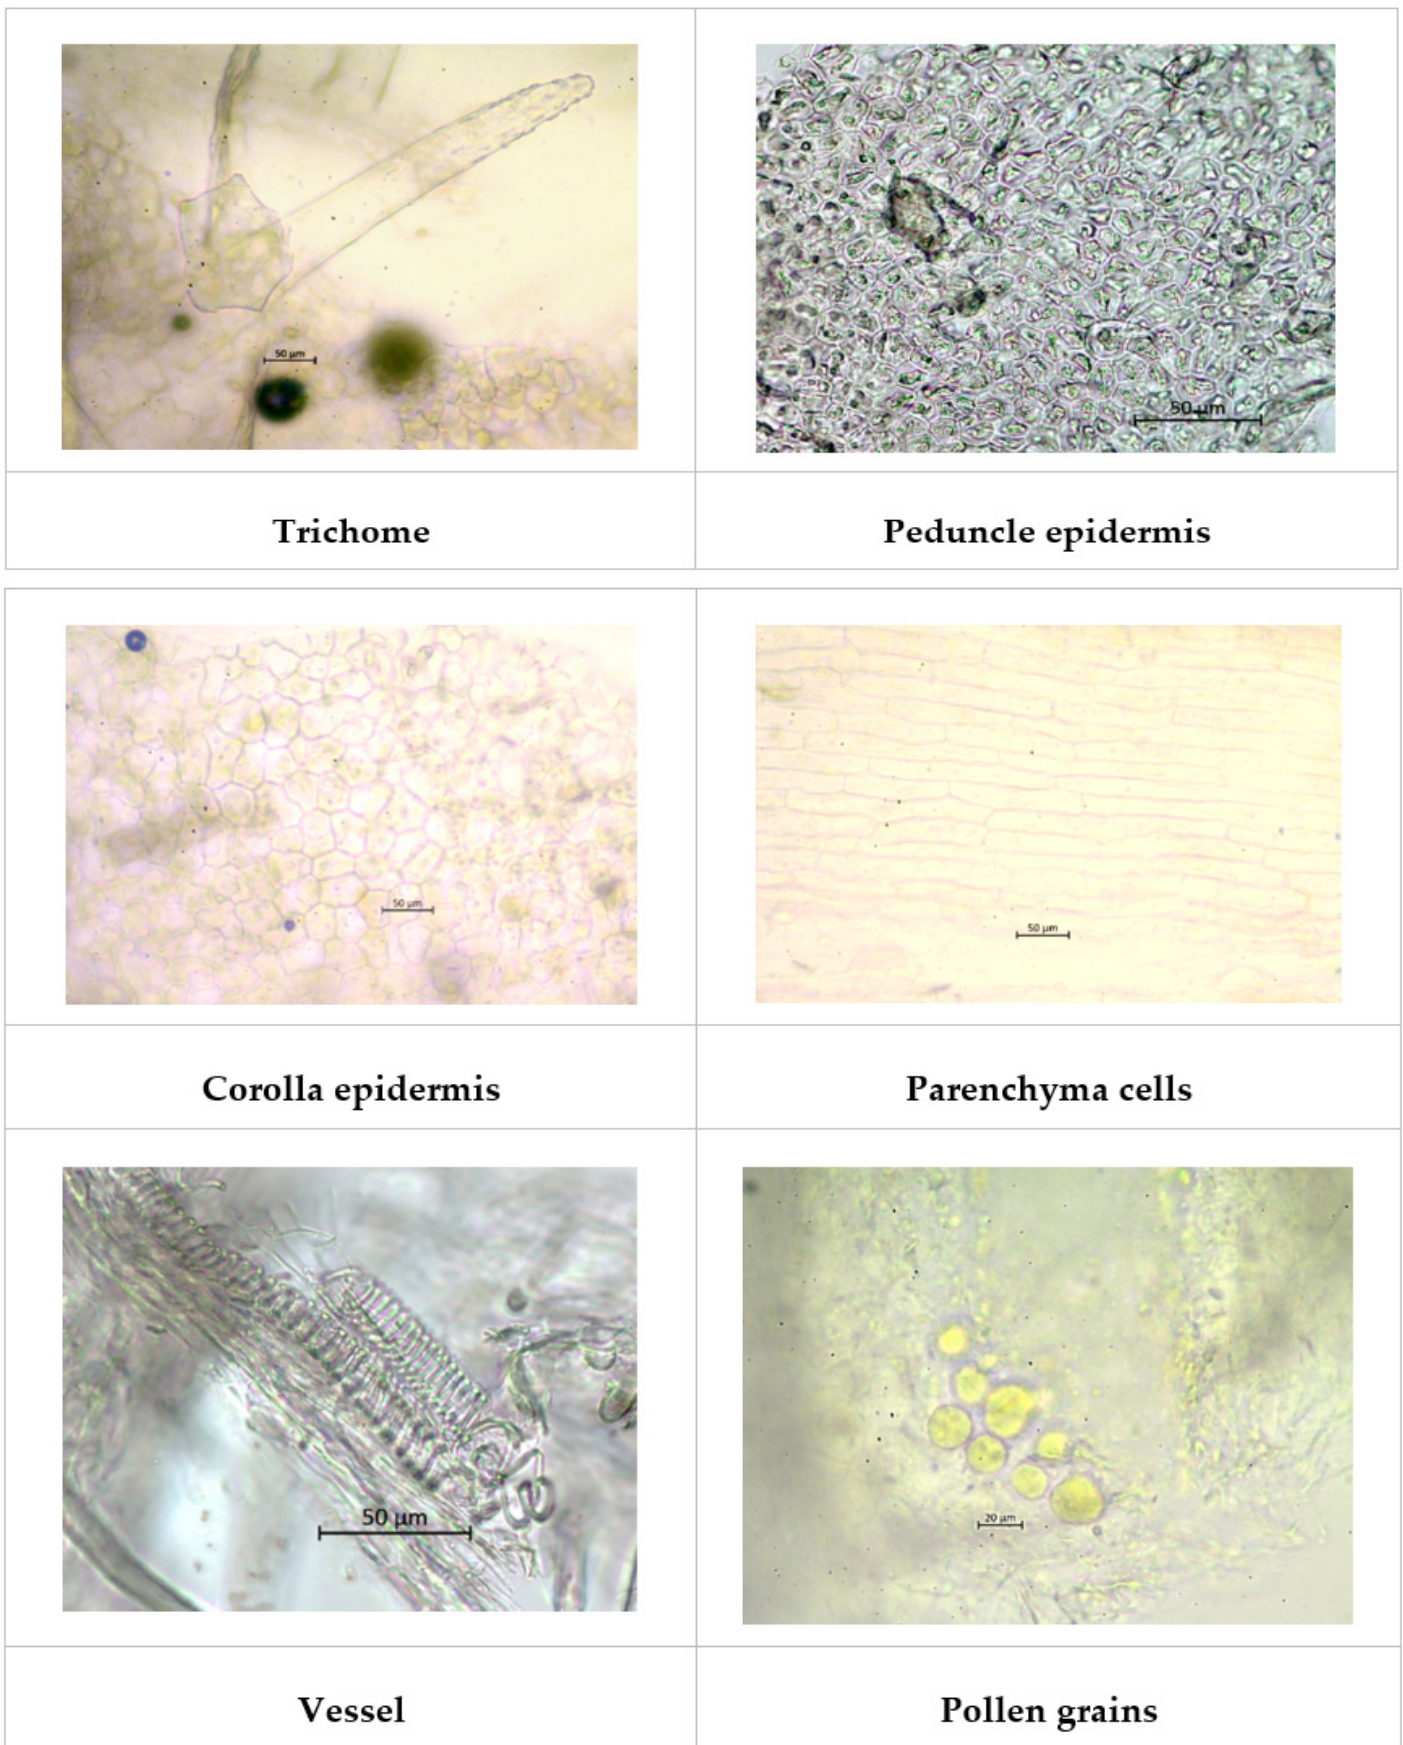 50 μm
50 μm
Trichome
Peduncle epidermis
50 μm
50 μm
Corolla epidermis
Parenchyma cells
50 μm
20 μm
Vessel
Pollen grains